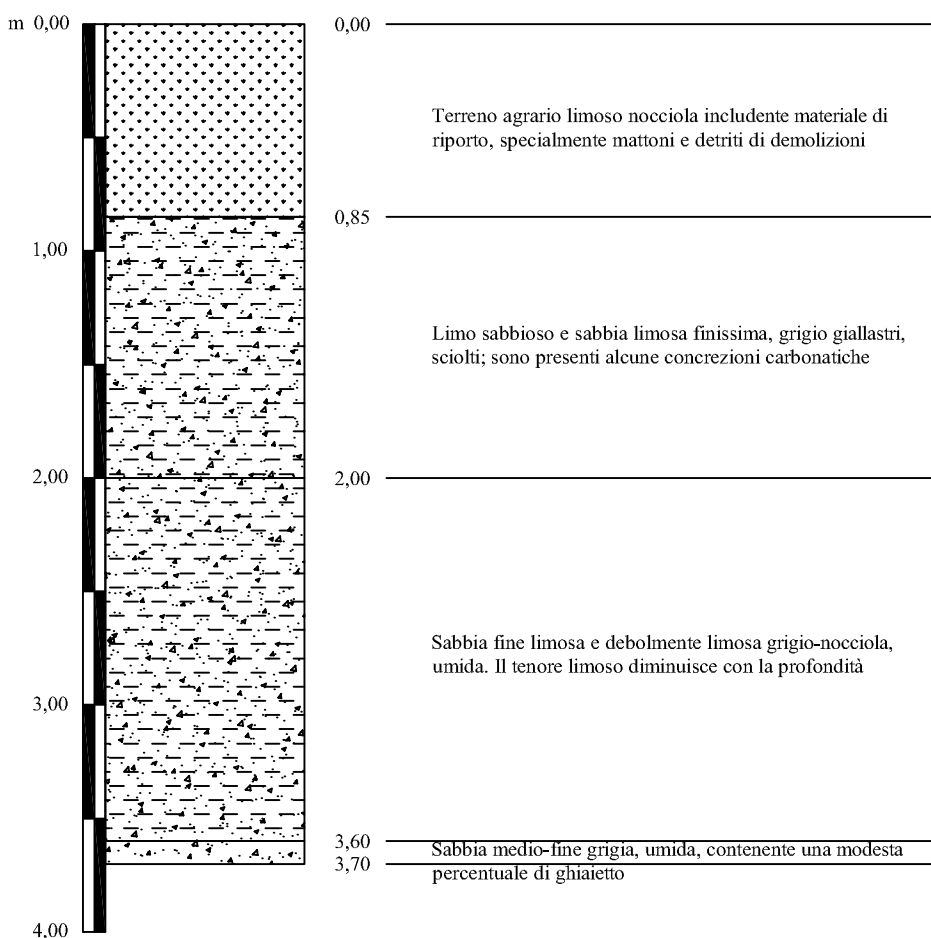 m 0,00
0,00
Terreno agrario limoso nocciola includente materiale di
riporto, specialmente mattoni e detriti di demolizioni
0,85
1,00
Limo sabbioso e sabbia limosa finissima, grigio giallastri,
sciolti; sono presenti alcune concrezioni carbonatiche
2,00
2,00
Sabbia fine limosa e debolmente limosa grigio-nocciola,
umida. Il tenore limoso diminuisce con la profondità
3,00
3,60
Sabbia medio-fine grigia, umida, contenente una modesta
3,70
percentuale di ghiaietto
4,00